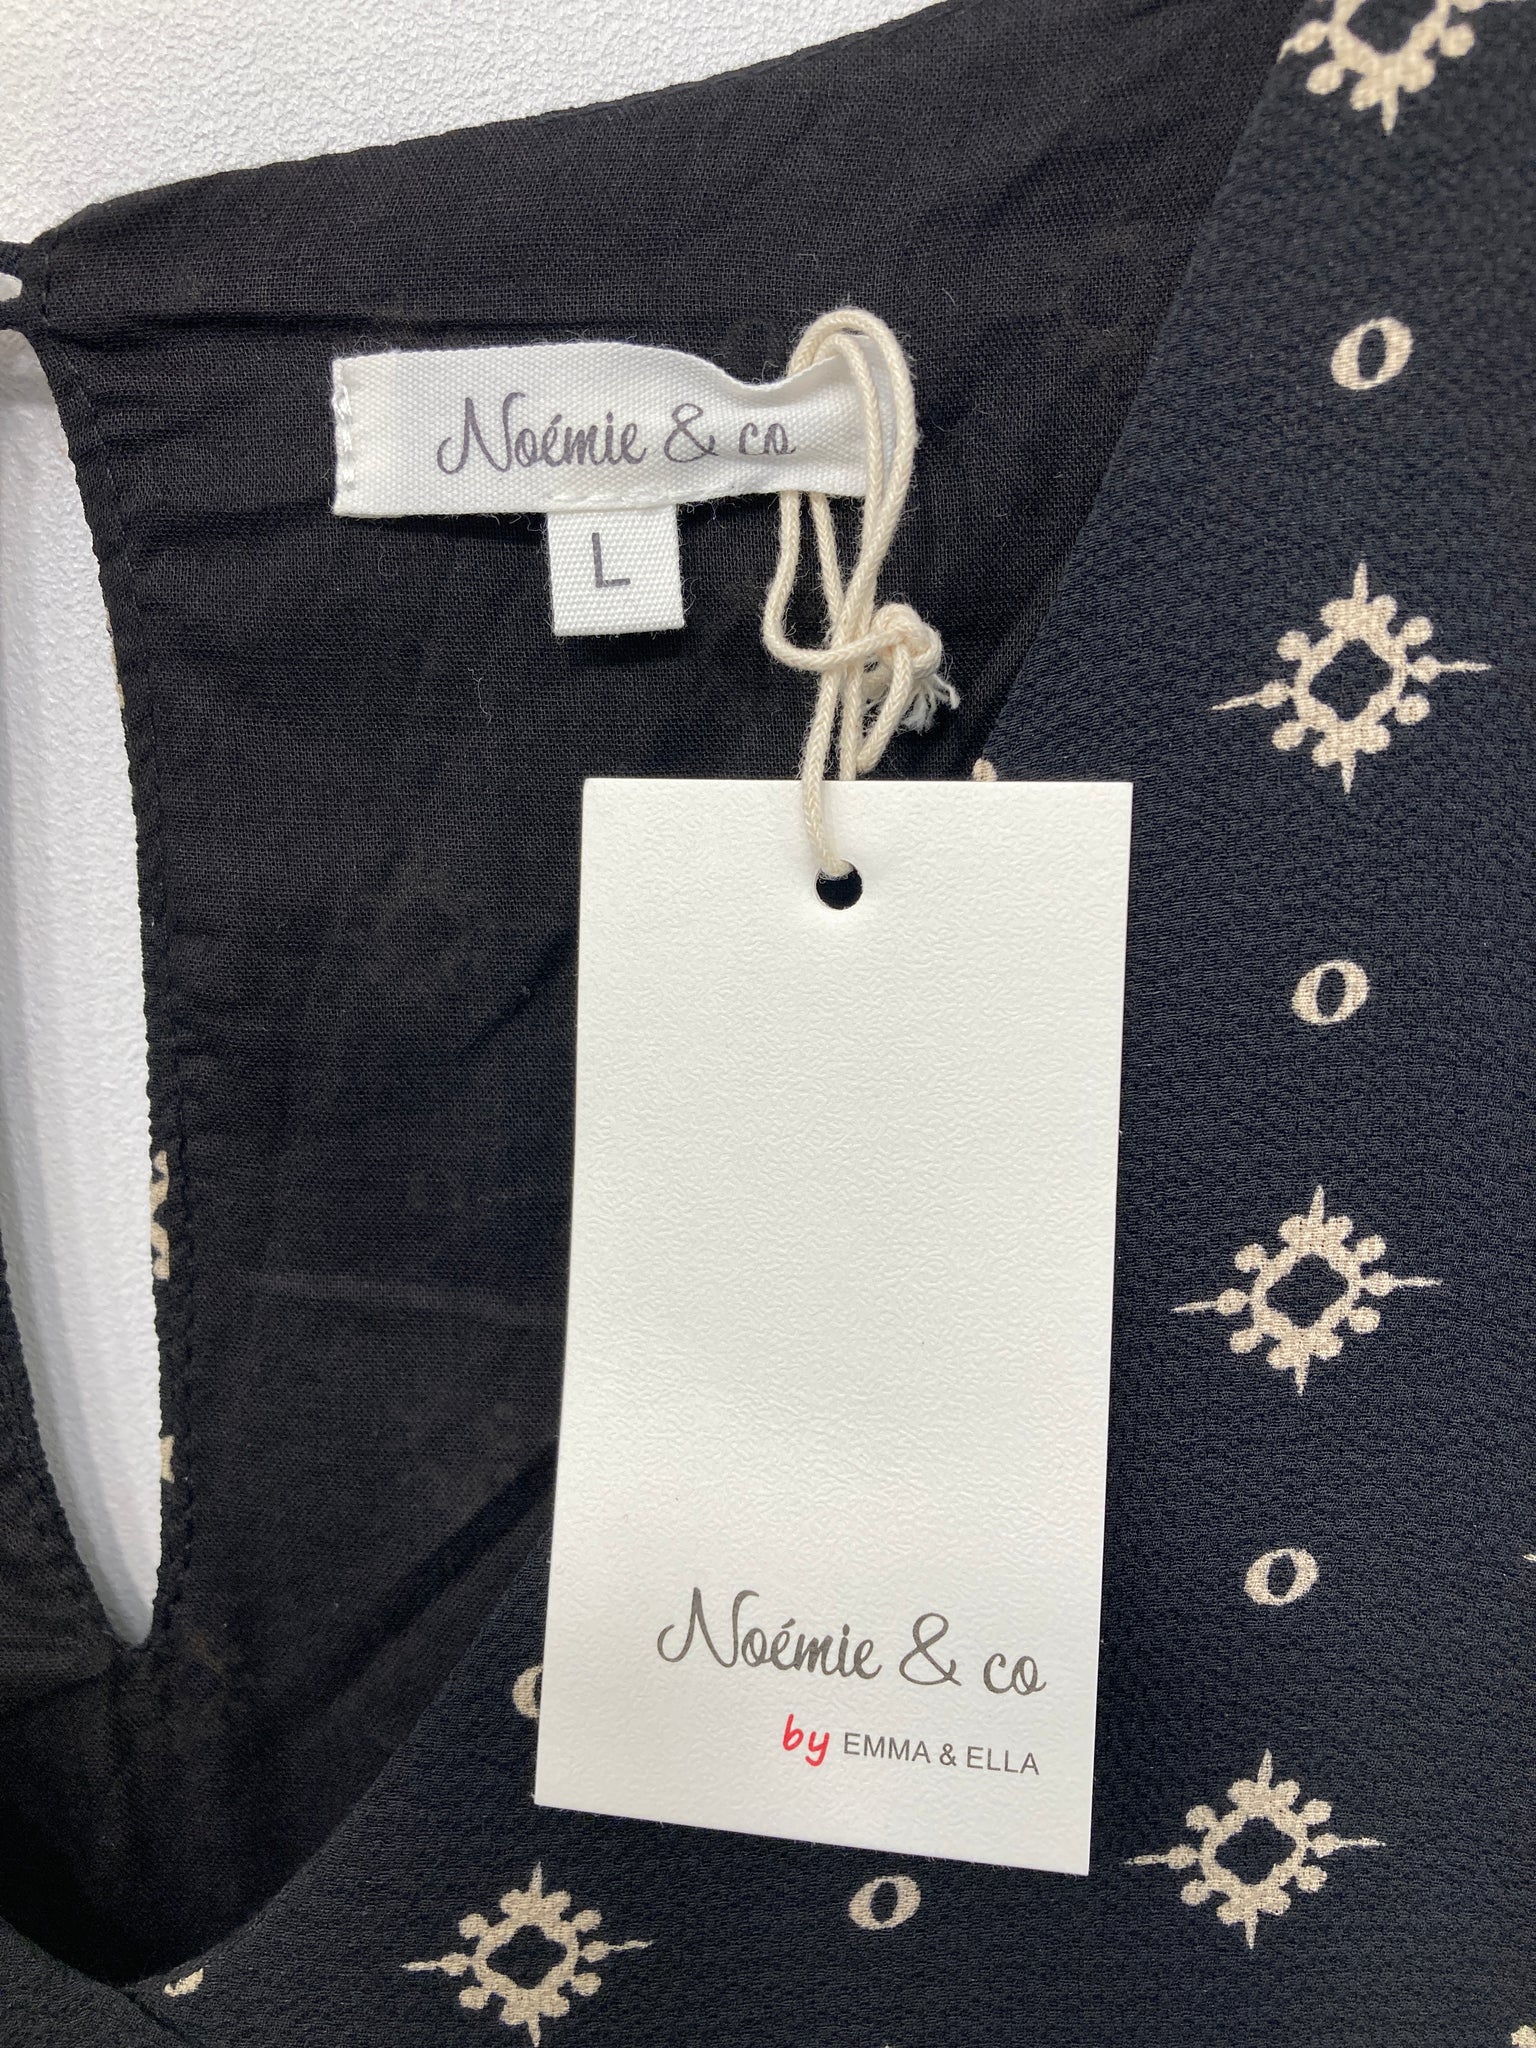 Noémie & co
L
Noémie & co
by EMMA & ELLA